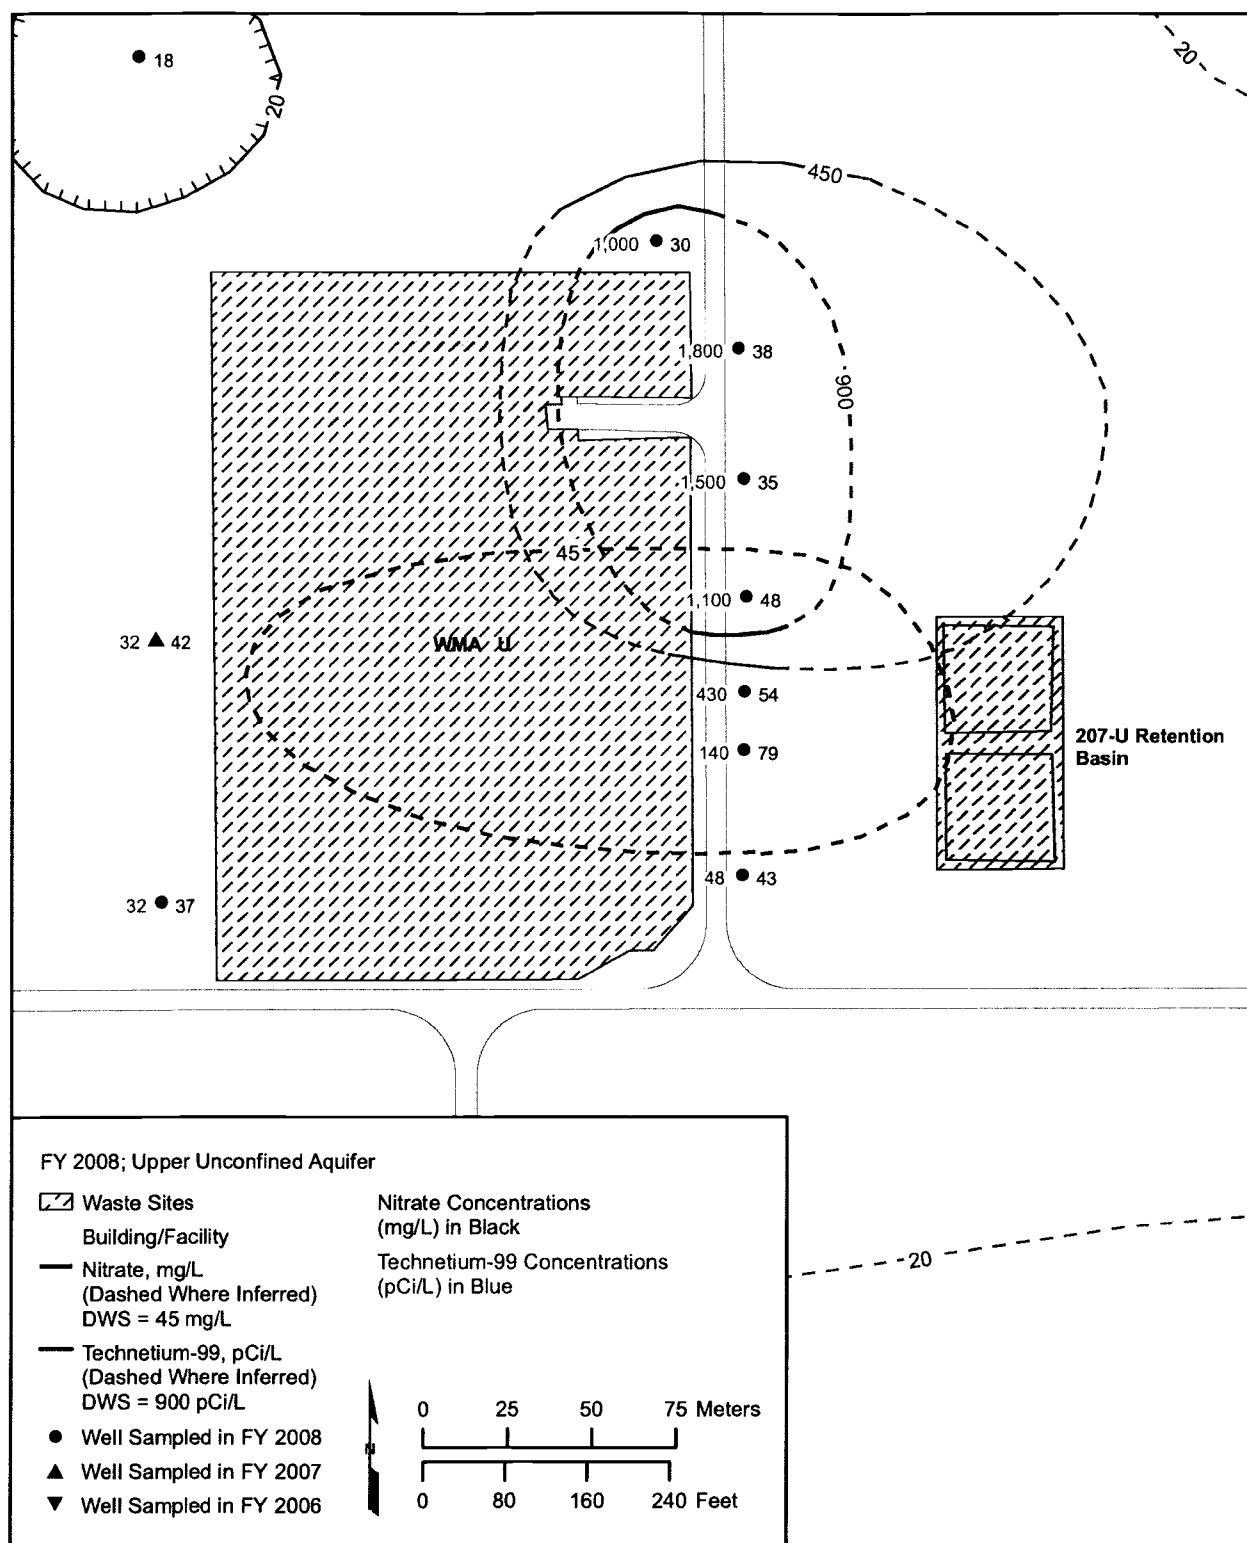 18
20
20
450
1,000 30
1,800 38
900
1,500 35
45
1,100 48
32 42
WMA U
430 54
140 79
207-U Retention
Basin
48 43
32 37
20
FY 2008; Upper Unconfined Aquifer
Waste Sites
Building/Facility
Nitrate, mg/L
(Dashed Where Inferred)
DWS = 45 mg/L
Technetium-99, pCi/L
(Dashed Where Inferred)
DWS = 900 pCi/L
Well Sampled in FY 2008
Well Sampled in FY 2007
Well Sampled in FY 2006
Nitrate Concentrations
(mg/L) in Black
Technetium-99 Concentrations
(pCi/L) in Blue
N
0 25 50 75 Meters
0 80 160 240 Feet